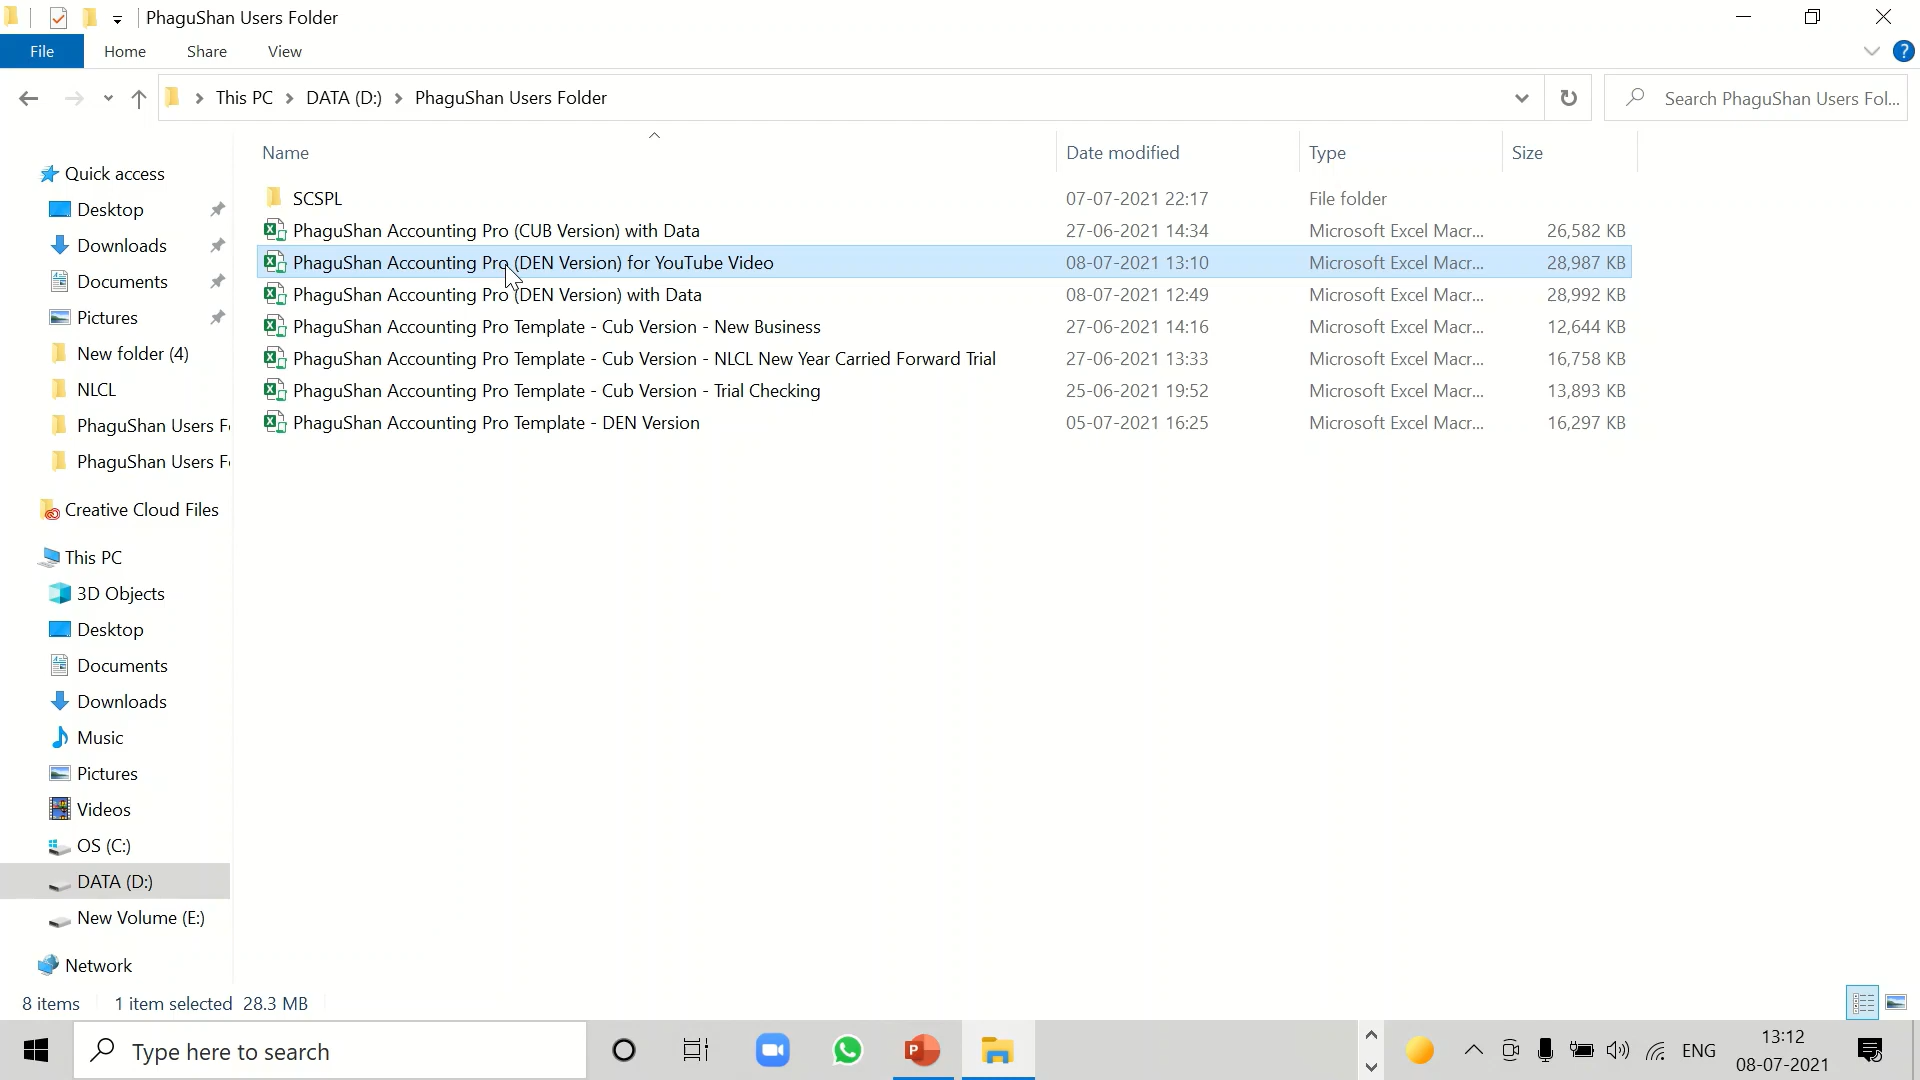 PhaguShan Users Folder
File Home Share View
This PC DATA (D:) PhaguShan Users Folder
Search PhaguShan Users Fol...
Name Date modified Type Size
SCSPL 07-07-2021 22:17 File folder
PhaguShan Accounting Pro (CUB Version) with Data 27-06-2021 14:34 Microsoft Excel Macr... 26,582 KB
PhaguShan Accounting Pro (DEN Version) for YouTube Video 08-07-2021 13:10 Microsoft Excel Macr... 28,987 KB
PhaguShan Accounting Pro (DEN Version) with Data 08-07-2021 12:49 Microsoft Excel Macr... 28,992 KB
PhaguShan Accounting Pro Template - Cub Version - New Business 27-06-2021 14:16 Microsoft Excel Macr... 12,644 KB
PhaguShan Accounting Pro Template - Cub Version - NLCL New Year Carried Forward Trial 27-06-2021 13:33 Microsoft Excel Macr... 16,758 KB
PhaguShan Accounting Pro Template - Cub Version - Trial Checking 25-06-2021 19:52 Microsoft Excel Macr... 13,893 KB
PhaguShan Accounting Pro Template - DEN Version 05-07-2021 16:25 Microsoft Excel Macr... 16,297 KB
Quick access
Desktop
Downloads
Documents
Pictures
New folder (4)
NLCL
PhaguShan Users F
PhaguShan Users F
Creative Cloud Files
This PC
3D Objects
Desktop
Documents
Downloads
Music
Pictures
Videos
OS (C:)
DATA (D:)
New Volume (E:)
Network
8 items 1 item selected 28.3 MB
Type here to search
ENG
13:12
08-07-2021